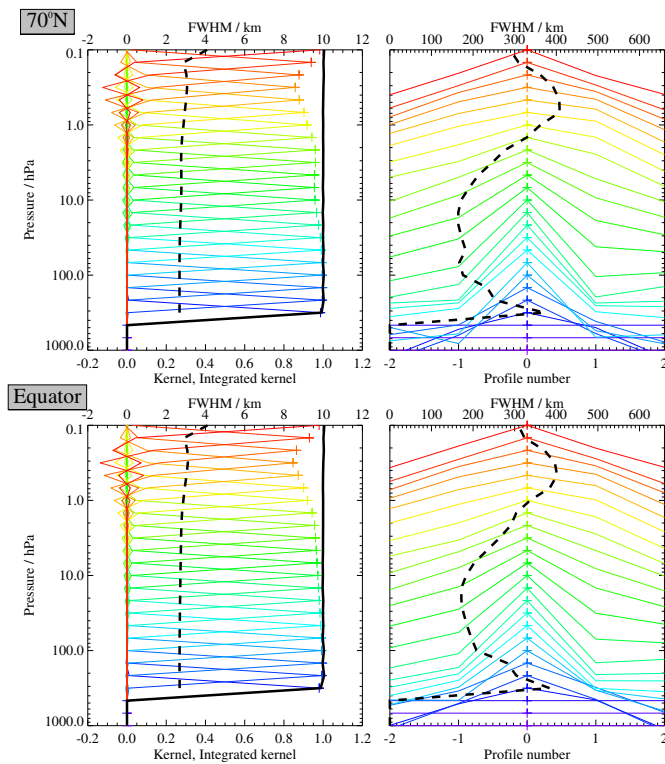 70°N
FWHM / km
FWHM / km
-2 0 2 4 6 8 10 12
0 100 200 300 400 500 600
0.1
1.0
10.0
100.0
1000.0
Pressure / hPa
-0.2 0.0 0.2 0.4 0.6 0.8 1.0 1.2
-2 -1 0 1 2
Kernel, Integrated kernel
Profile number
Equator
FWHM / km
FWHM / km
-2 0 2 4 6 8 10 12
0 100 200 300 400 500 600
0.1
1.0
10.0
100.0
1000.0
Pressure / hPa
-0.2 0.0 0.2 0.4 0.6 0.8 1.0 1.2
-2 -1 0 1 2
Kernel, Integrated kernel
Profile number